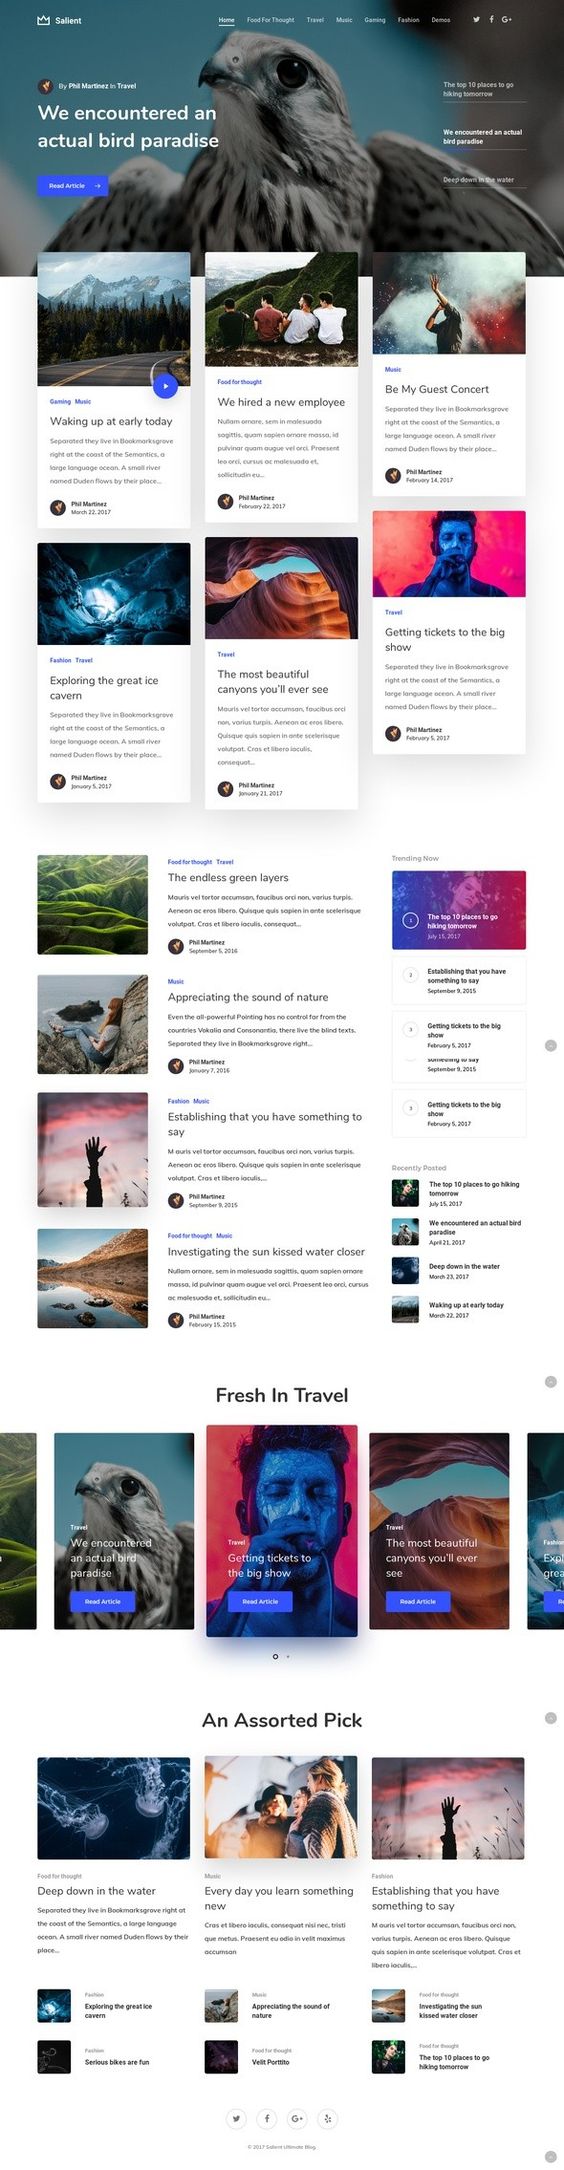 Salient
Home Food For Thought Travel Music Gaming Fashion Demos
By Phil Martinez In Travel
We encountered an
actual bird paradise
Read Article
The top 10 places to go
hiking tomorrow
We encountered an actual
bird paradise
Deep down in the water
Gaming Music
Waking up at early today
Separated they live in Bookmarksgrove
right at the coast of the Semantics, a
large language ocean. A small river
named Duden flows by their place...
Phil Martinez
March 22, 2017
Food for thought
We hired a new employee
Nullam ornare, sem in malesuada
sagittis, quam sapien ornare massa, id
pulvinar quam augue vel orci. Praesent
leo orci, cursus ac malesuada et,
sollicitudin eu...
Phil Martinez
February 22, 2017
Music
Be My Guest Concert
Separated they live in Bookmarksgrove
right at the coast of the Semantics, a
large language ocean. A small river
named Duden flows by their place...
Phil Martinez
February 14, 2017
Fashion Travel
Exploring the great ice
cavern
Separated they live in Bookmarksgrove
right at the coast of the Semantics, a
large language ocean. A small river
named Duden flows by their place...
Phil Martinez
January 5, 2017
Travel
The most beautiful
canyons you'll ever see
Mauris vel tortor accumsan, faucibus orci
non, varius turpis. Aenean ac eros libero.
Quisque quis sapien in ante scelerisque
volutpat. Cras et libero iaculis,
consequat...
Phil Martinez
January 21, 2017
Travel
Getting tickets to the big
show
Separated they live in Bookmarksgrove
right at the coast of the Semantics, a
large language ocean. A small river
named Duden flows by their place...
Phil Martinez
February 5, 2017
Food for thought Travel
The endless green layers
Mauris vel tortor accumsan, faucibus orci non, varius turpis.
Aenean ac eros libero. Quisque quis sapien in ante scelerisque
volutpat. Cras et libero iaculis, consequat...
Phil Martinez
September 5, 2016
Music
Appreciating the sound of nature
Even the all-powerful Pointing has no control far from the
countries Vokalia and Consonantia, there live the blind texts.
Separated they live in Bookmarksgrove right...
Phil Martinez
January 7, 2016
Fashion Music
Establishing that you have something to
say
M auris vel tortor accumsan, faucibus orci non, varius turpis.
Aenean ac eros libero. Quisque quis sapien in ante scelerisque
volutpat. Cras et libero iaculis,...
Phil Martinez
September 9, 2015
Food for thought Music
Investigating the sun kissed water closer
Nullam ornare, sem in malesuada sagittis, quam sapien ornare
massa, id pulvinar quam augue vel orci. Praesent leo orci, cursus
ac malesuada et, sollicitudin eu...
Phil Martinez
February 15, 2015
Trending Now
1
The top 10 places to go
hiking tomorrow
July 15, 2017
2
Establishing that you have
something to say
September 9, 2015
3
Getting tickets to the big
show
February 5, 2017
something to say
September 9, 2015
3
Getting tickets to the big
show
February 5, 2017
Recently Posted
The top 10 places to go hiking
tomorrow
July 15, 2017
We encountered an actual bird
paradise
April 21, 2017
Deep down in the water
March 23, 2017
Waking up at early today
March 22, 2017
Fresh In Travel
Travel
We encountered
an actual bird
paradise
Read Article
Travel
Getting tickets to
the big show
Read Article
Travel
The most beautiful
canyons you'll ever
see
Read Article
An Assorted Pick
Food for thought
Deep down in the water
Separated they live in Bookmarksgrove right at
the coast of the Semantics, a large language
ocean. A small river named Duden flows by their
place...
Music
Every day you learn something
new
Cras et libero iaculis, consequat nisi nec, tristi
que metus. Praesent eu odio in velit maximus
accumsan
Fashion
Establishing that you have
something to say
M auris vel tortor accumsan, faucibus orci non,
varius turpis. Aenean ac eros libero. Quisque
quis sapien in ante scelerisque volutpat. Cras et
libero iaculis,...
Fashion
Exploring the great ice
cavern
Music
Appreciating the sound of
nature
Food for thought
Investigating the sun
kissed water closer
Fashion
Serious bikes are fun
Food for thought
Velit Porttito
Food for thought
The top 10 places to go
hiking tomorrow
© 2017 Salient Ultimate Blog.